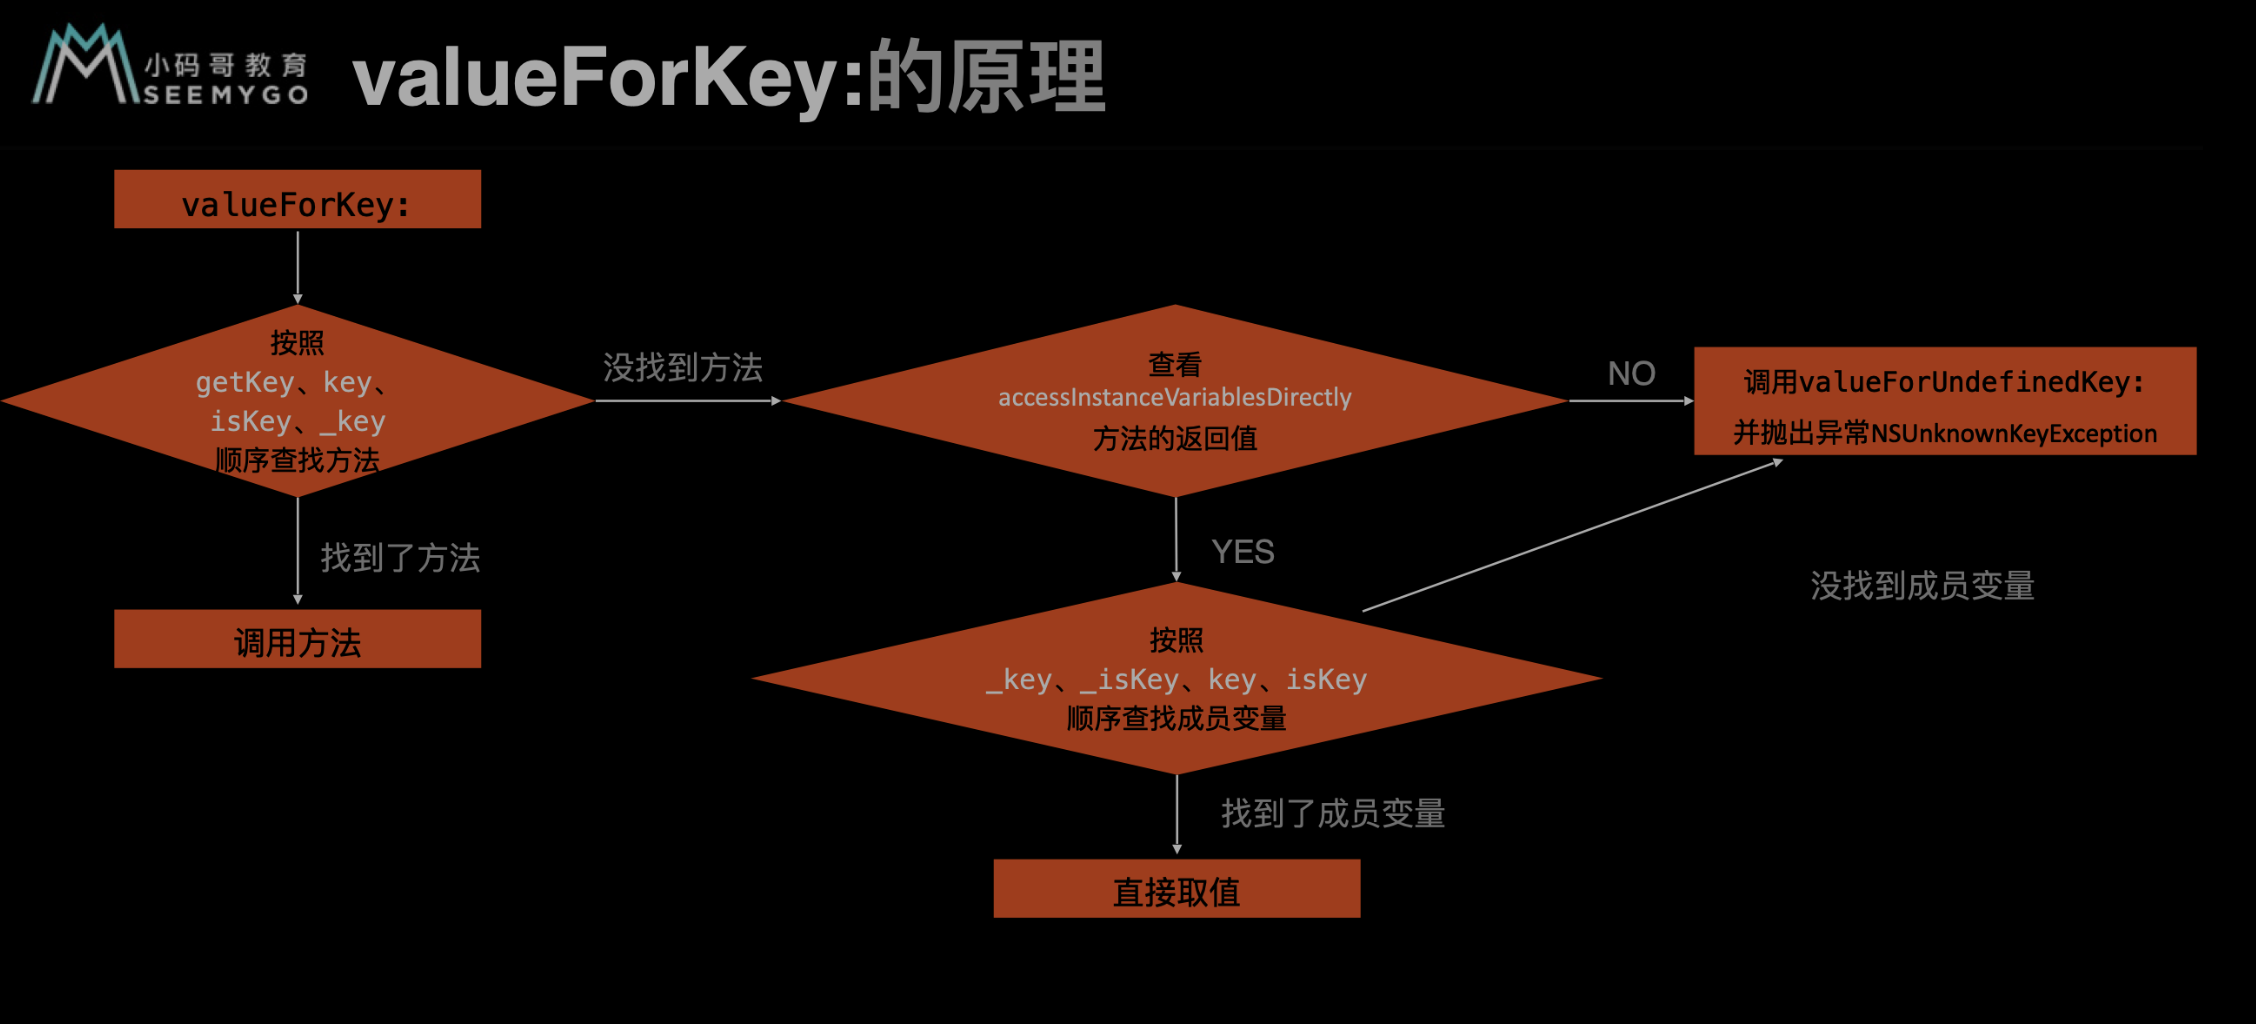 小码哥教育
SEEMYGO
valueForKey:的原理
valueForKey:
按照
getKey、key、
isKey、_key
顺序查找方法
没找到方法
查看
accessInstanceVariablesDirectly
方法的返回值
NO
调用valueForUndefinedKey:
并抛出异常NSUnknownKeyException
找到了方法
YES
没找到成员变量
调用方法
按照
_key、_isKey、key、isKey
顺序查找成员变量
找到了成员变量
直接取值